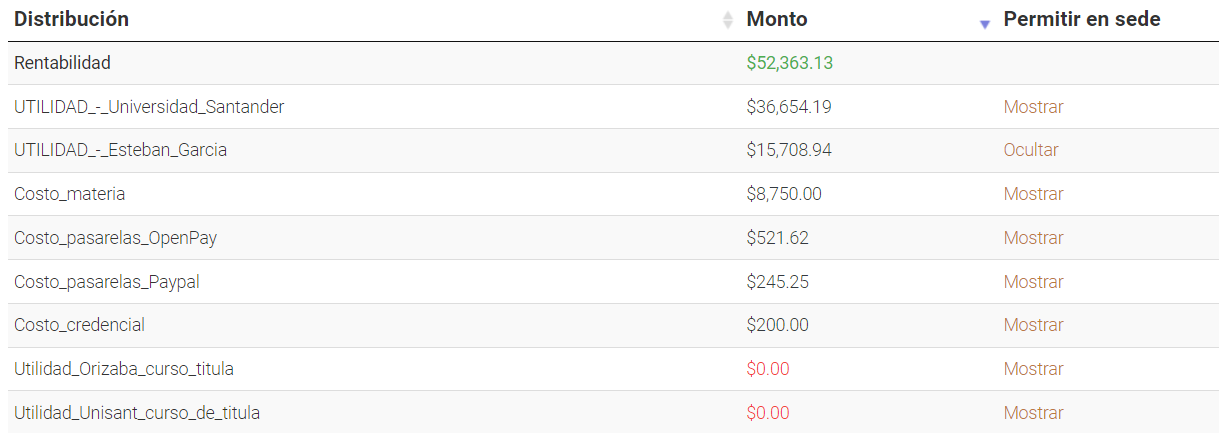 Distribución Monto Permitir en sede
Rentabilidad $52,363.13
UTILIDAD_-_Universidad_Santander $36,654.19 Mostrar
UTILIDAD_-_Esteban_Garcia $15,708.94 Ocultar
Costo_materia $8,750.00 Mostrar
Costo_pasarelas_OpenPay $521.62 Mostrar
Costo_pasarelas_Paypal $245.25 Mostrar
Costo_credencial $200.00 Mostrar
Utilidad_Orizaba_curso_titula $0.00 Mostrar
Utilidad_Unisant_curso_de_titula $0.00 Mostrar